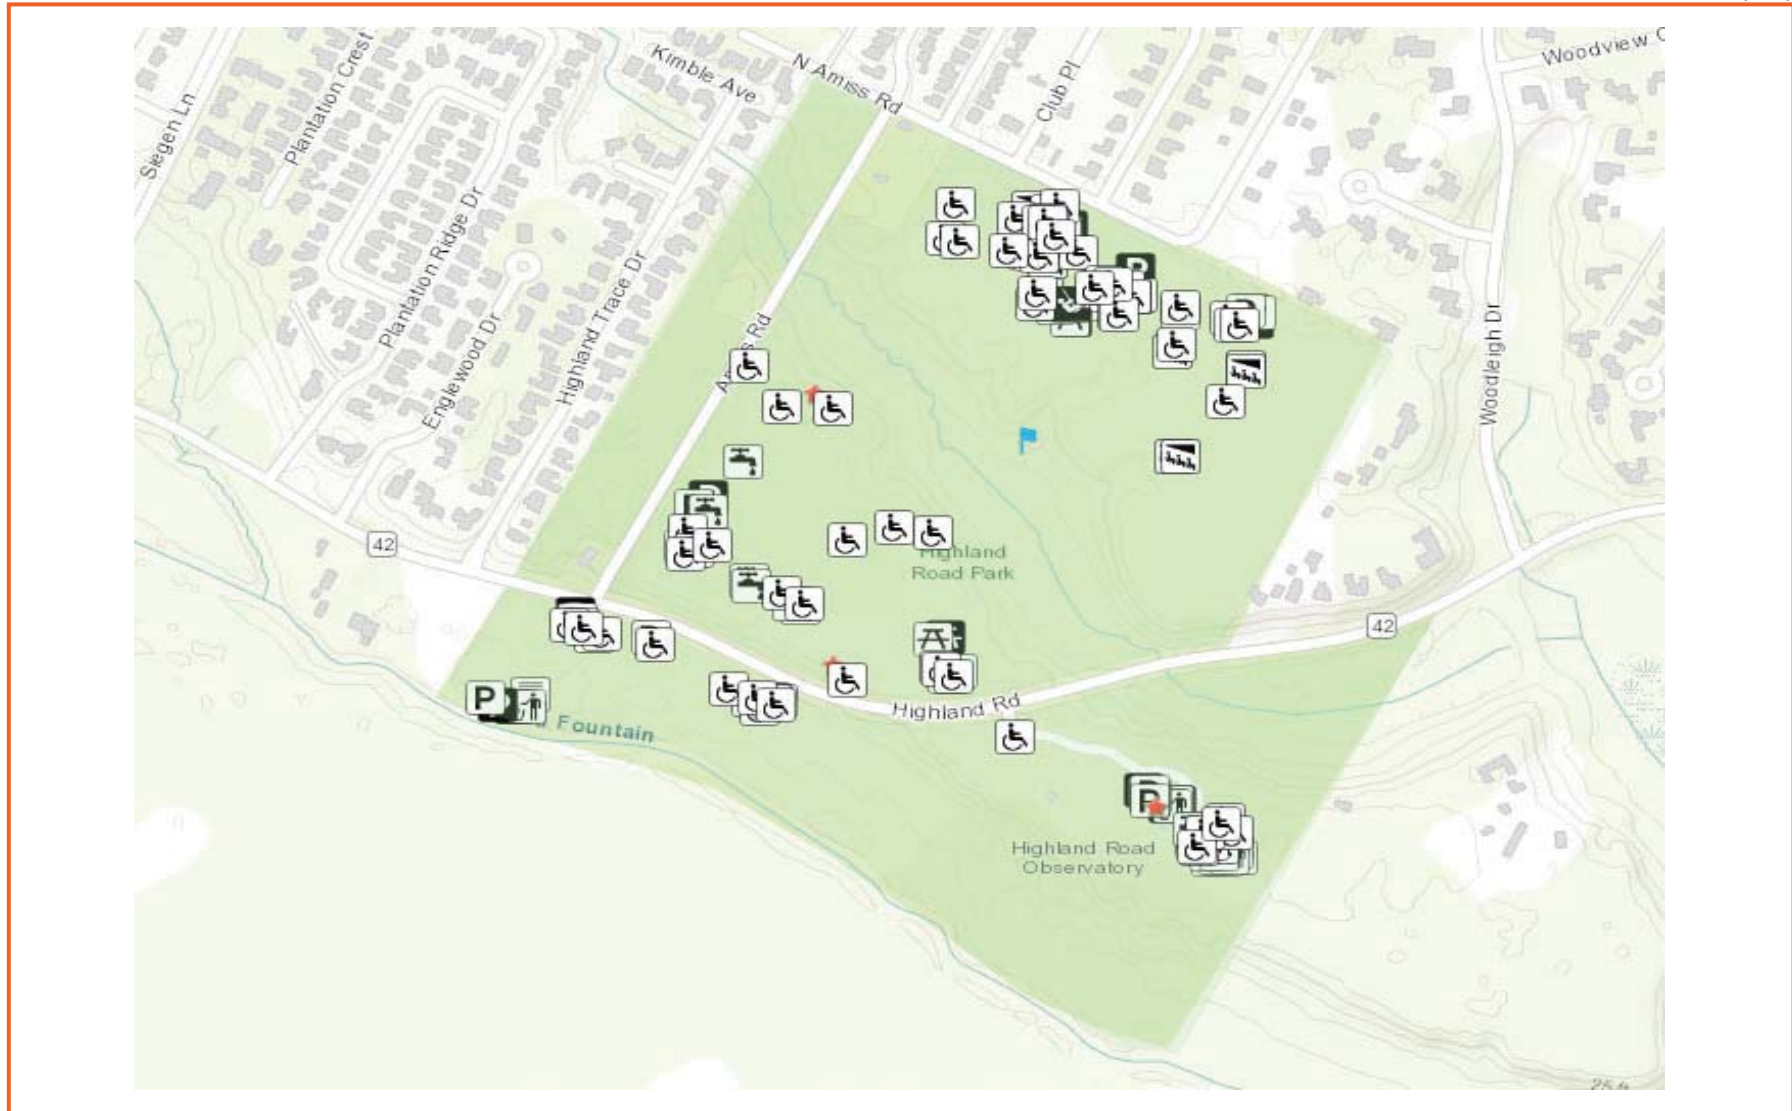 Siegen Ln
Plantation Crest
Kimble Ave
N Amiss Rd
Club Pl
Woodview
Plantation Ridge Dr
Englewood Dr
Highland Trace Dr
Rd
Woodleigh Dr
42
Highland
Road Park
42
P
Fountain
Highland Rd
P
Highland Road
Observatory